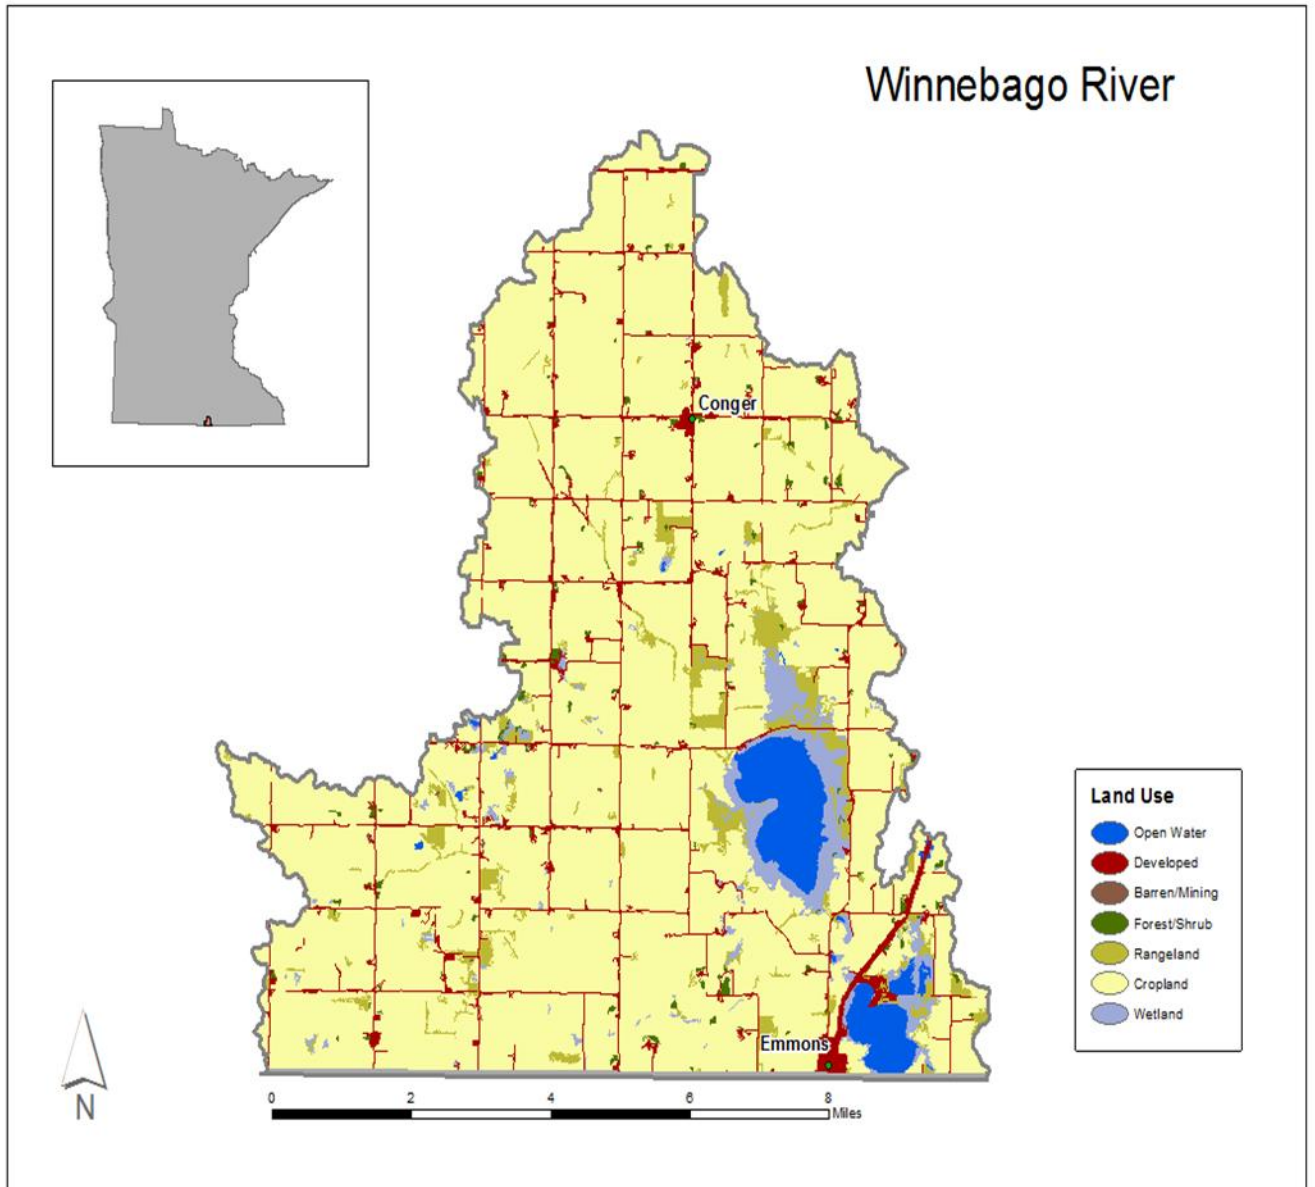 Winnebago River
Conger
Land Use
Open Water
Developed
Barren/Mining
Forest/Shrub
Rangeland
Cropland
Wetland
Emmons
N
0 2 4 6 8
Miles